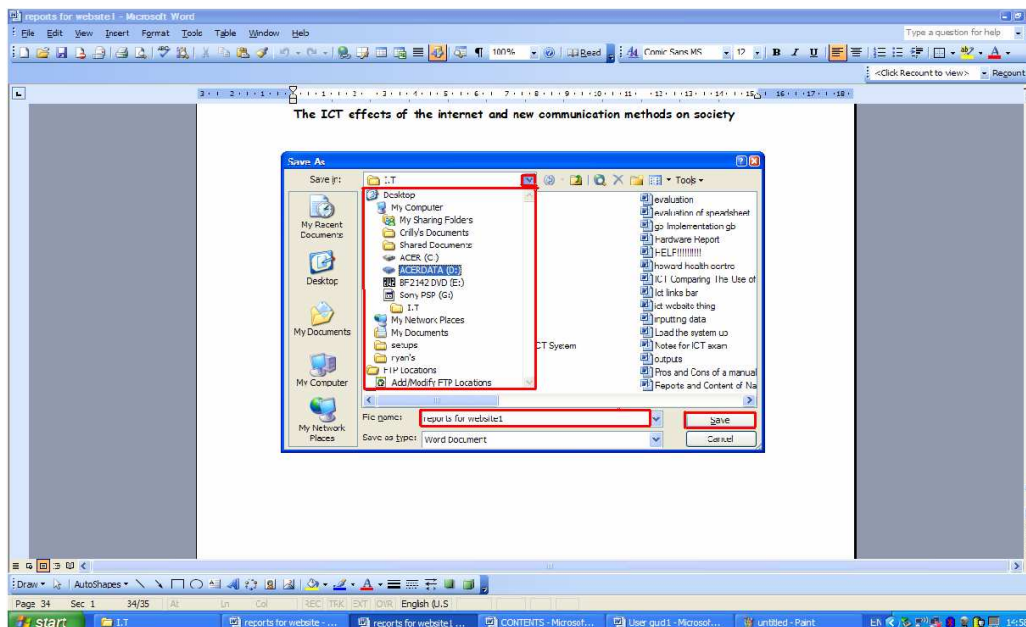 reports for website1 - Microsoft Word
File Edit View Insert Format Tools Table Window Help
Type a question for help
100% Read Comic Sans MS 12 B I U
<Click Recount to view> Recount
The ICT effects of the internet and new communication methods on society
Save As
Save in: I.T Tools
My Recent Documents
Desktop
My Documents
My Computer
My Network Places
Desktop
My Computer
My Sharing Folders
Crilly's Documents
Shared Documents
ACER (C:)
ACERDATA (D:)
BF2142 DVD (E:)
Sony PSP (G:)
I.T
My Network Places
My Documents
setups
ryan's
FTP Locations
Add/Modify FTP Locations
CT System
evaluation
evaluation of speadsheet
gp Implementation gb
Hardware Report
HELP!!!!!!!!!!
howard health centre
ICT Comparing The Use of
Ict links bar
ict website thing
inputting data
Load the system up
Notes for ICT exam
outputs
Pros and Cons of a manual
Reports and Content of Na
File name: reports for website1 Save
Save as type: Word Document Cancel
Draw AutoShapes
Page 34 Sec 1 34/35 At Ln Col REC TRK EXT OVR English (U.S
start I.T reports for website - ... reports for website1 ... CONTENTS - Microsoft... User guid1 - Microsof... untitled - Paint EN 14:58